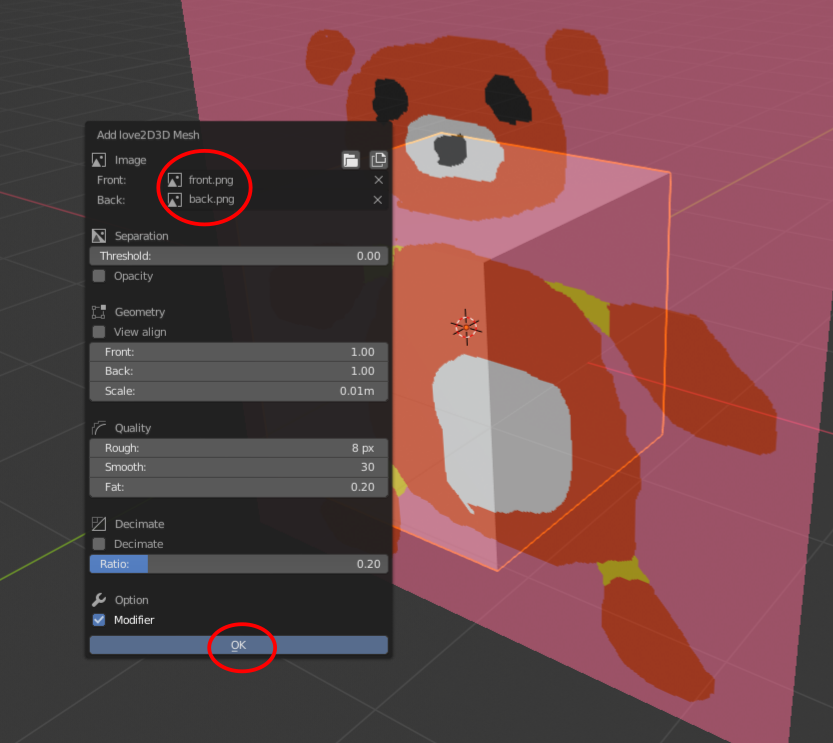 Add love2D3D Mesh
Image
Front: front.png
Back: back.png
Separation
Threshold: 0.00
Opacity
Geometry
View align
Front: 1.00
Back: 1.00
Scale: 0.01m
Quality
Rough: 8 px
Smooth: 30
Fat: 0.20
Decimate
Decimate
Ratio: 0.20
Option
Modifier
OK